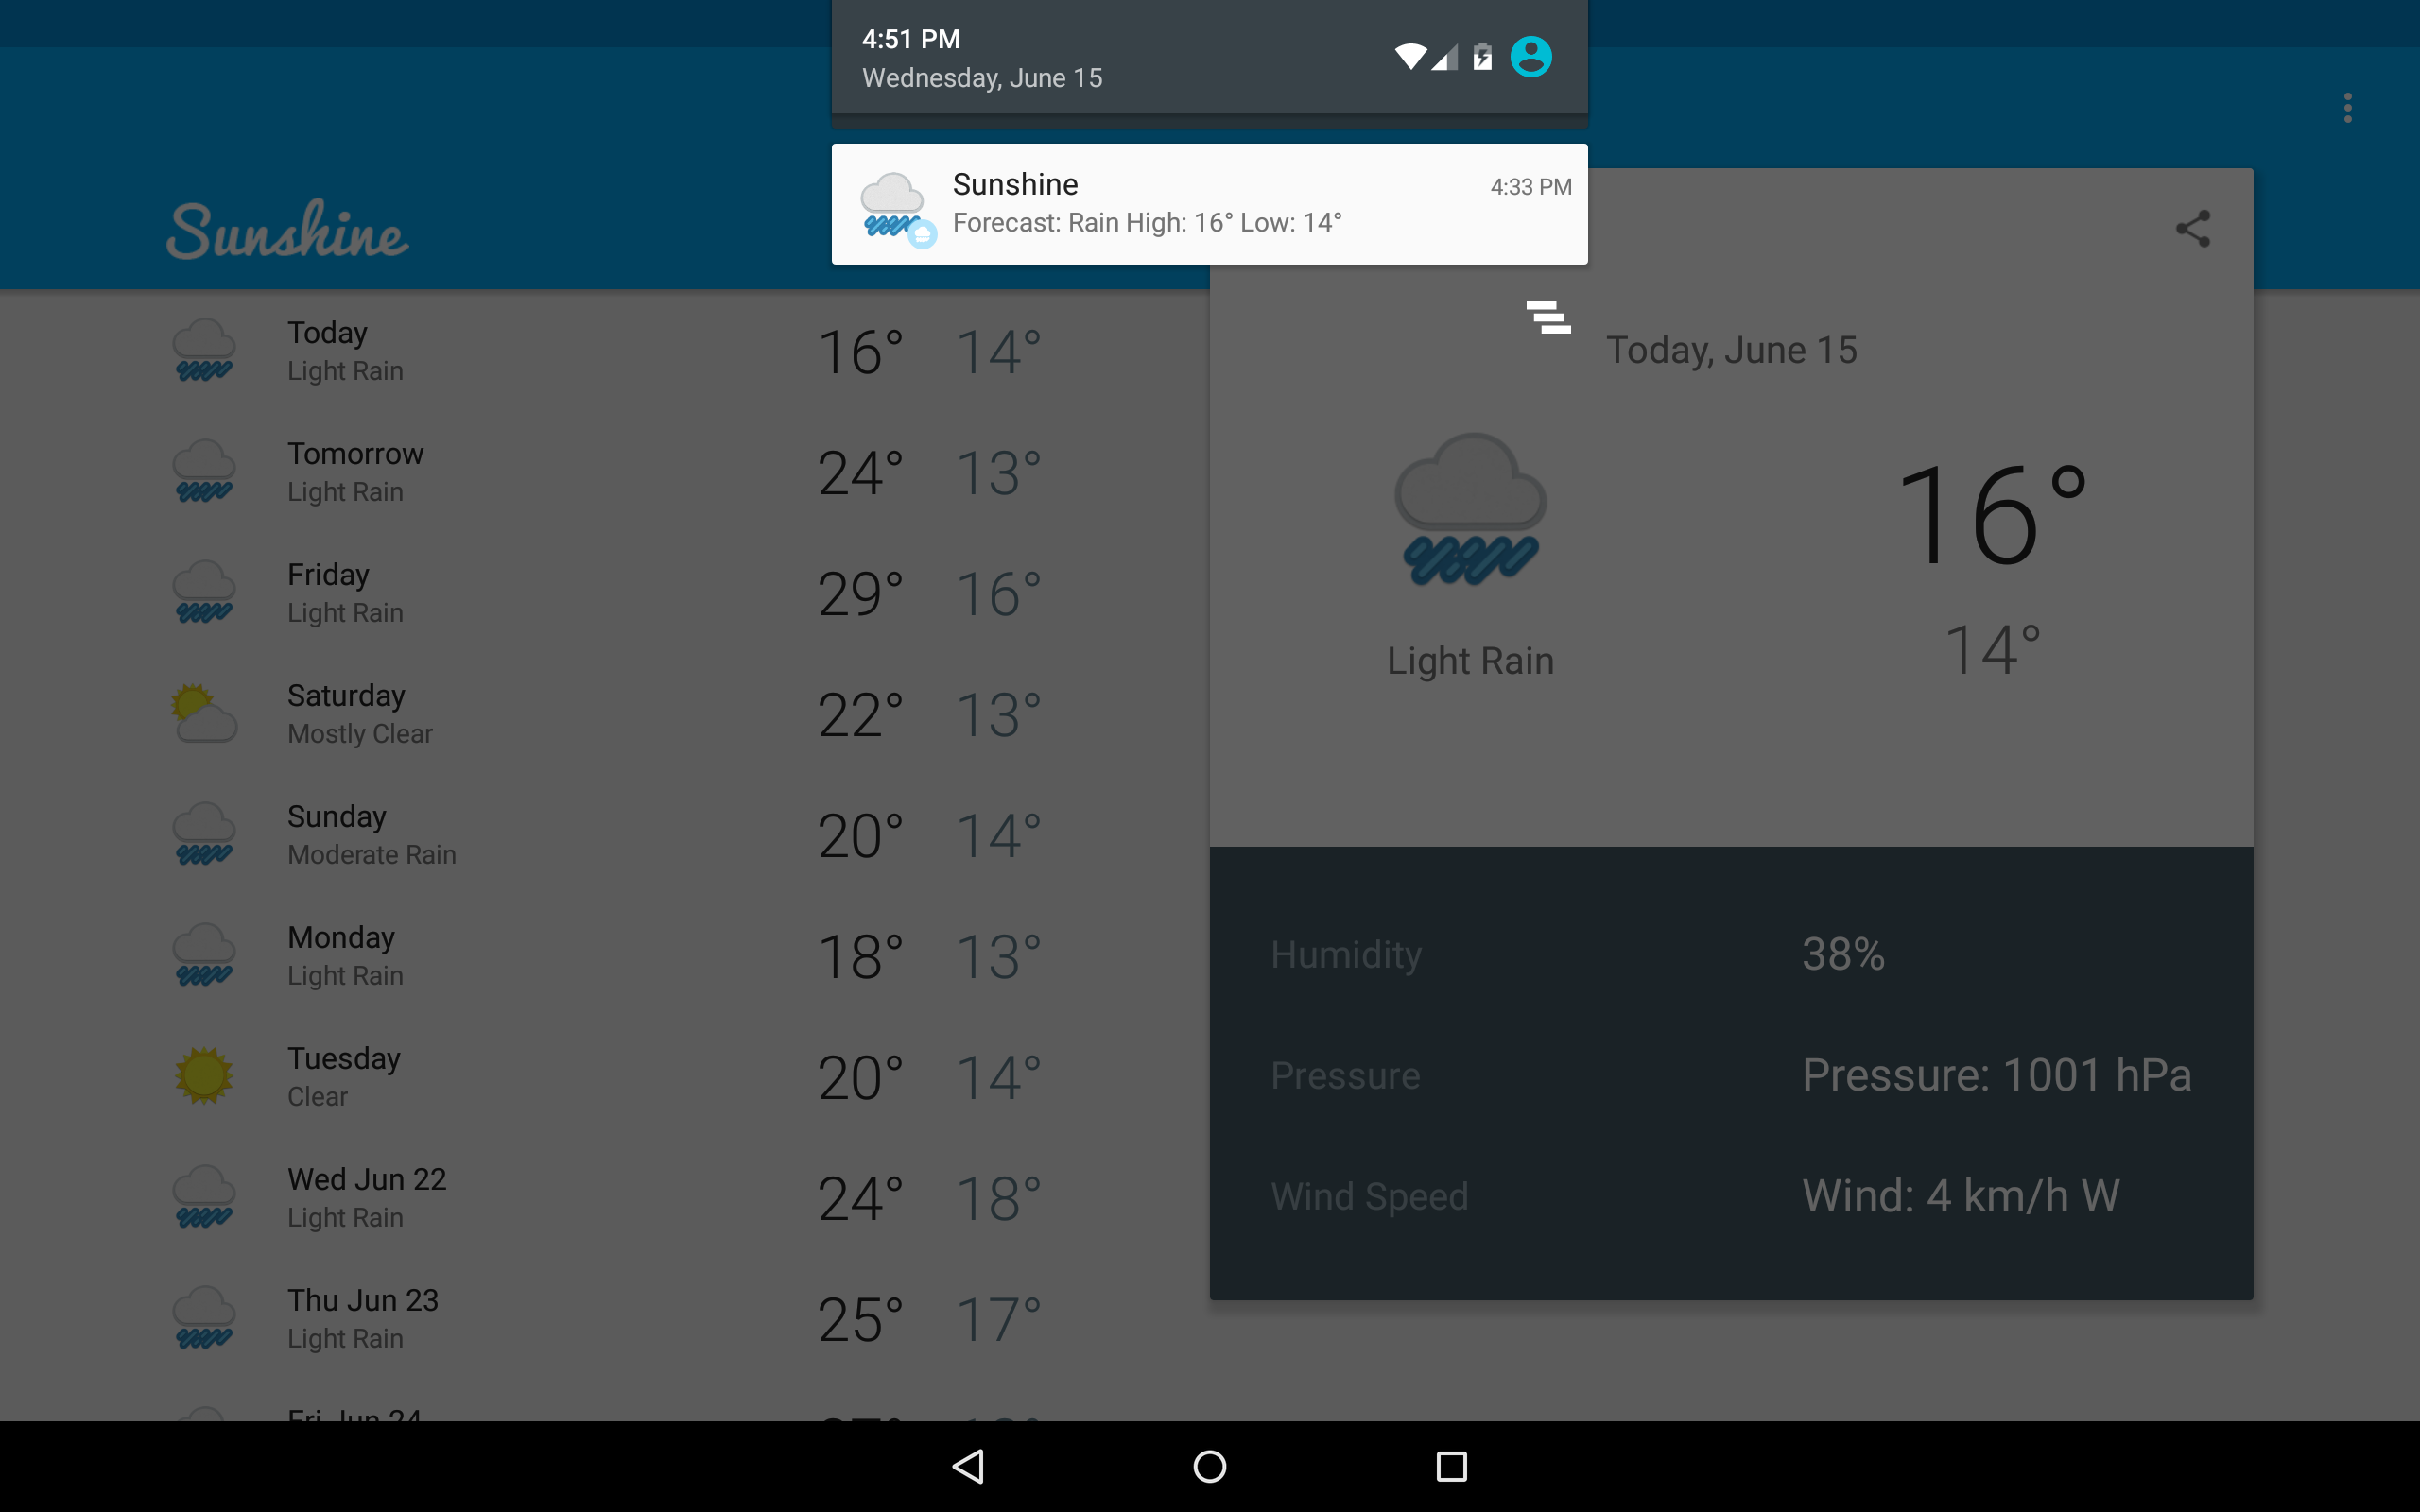 4:51 PM
Wednesday, June 15
Sunshine
4:33 PM
Forecast: Rain High: 16° Low: 14°
Sunshine
Today
Light Rain
16° 14°
Tomorrow
Light Rain
24° 13°
Friday
Light Rain
29° 16°
Saturday
Mostly Clear
22° 13°
Sunday
Moderate Rain
20° 14°
Monday
Light Rain
18° 13°
Tuesday
Clear
20° 14°
Wed Jun 22
Light Rain
24° 18°
Thu Jun 23
Light Rain
25° 17°
Fri Jun 24
Today, June 15
16°
14°
Light Rain
Humidity 38%
Pressure Pressure: 1001 hPa
Wind Speed Wind: 4 km/h W